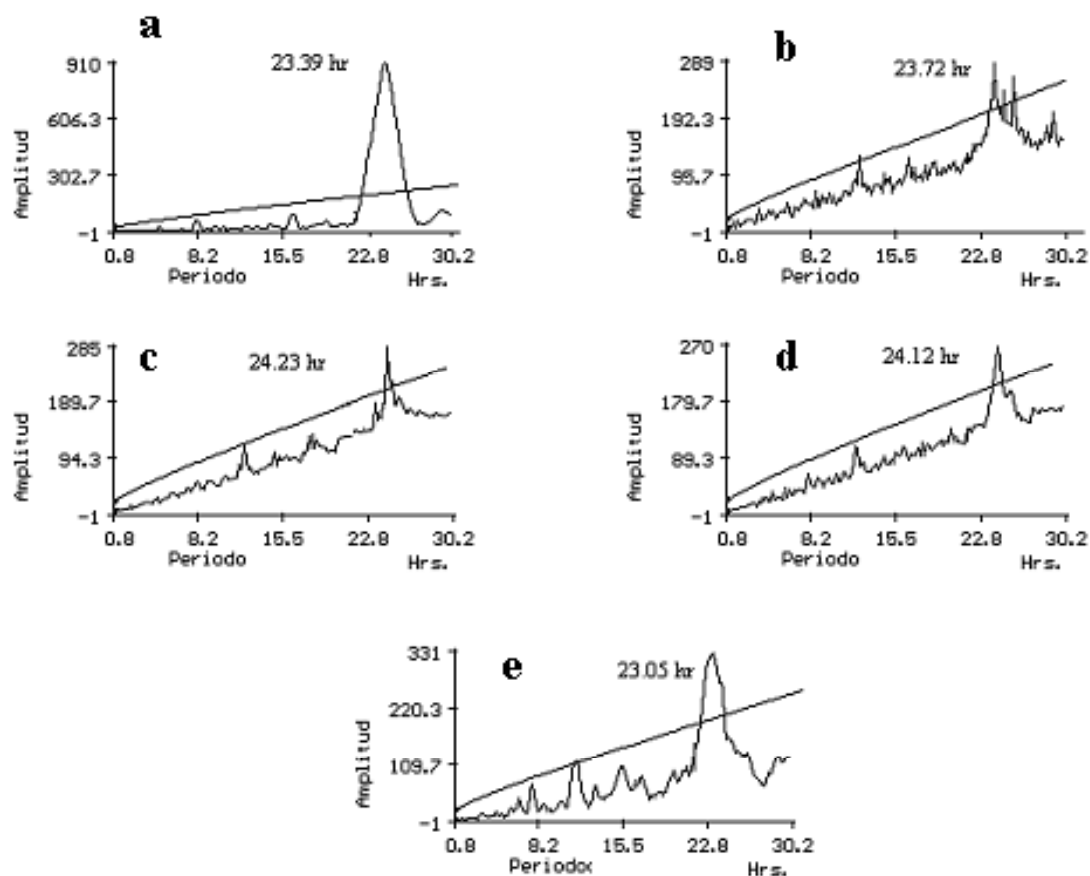 a
23.39 hr
910
606.3
302.7
-1
Amplitud
0.8 8.2 15.5 22.8 30.2
Periodo Hrs.
b
23.72 hr
289
192.3
95.7
-1
Amplitud
0.8 8.2 15.5 22.8 30.2
Periodo Hrs.
c
24.23 hr
285
189.7
94.3
-1
Amplitud
0.8 8.2 15.5 22.8 30.2
Periodo Hrs.
d
24.12 hr
270
179.7
89.3
-1
Amplitud
0.8 8.2 15.5 22.8 30.2
Periodo Hrs.
e
23.05 hr
331
220.3
109.7
-1
Amplitud
0.8 8.2 15.5 22.8 30.2
Periodo Hrs.